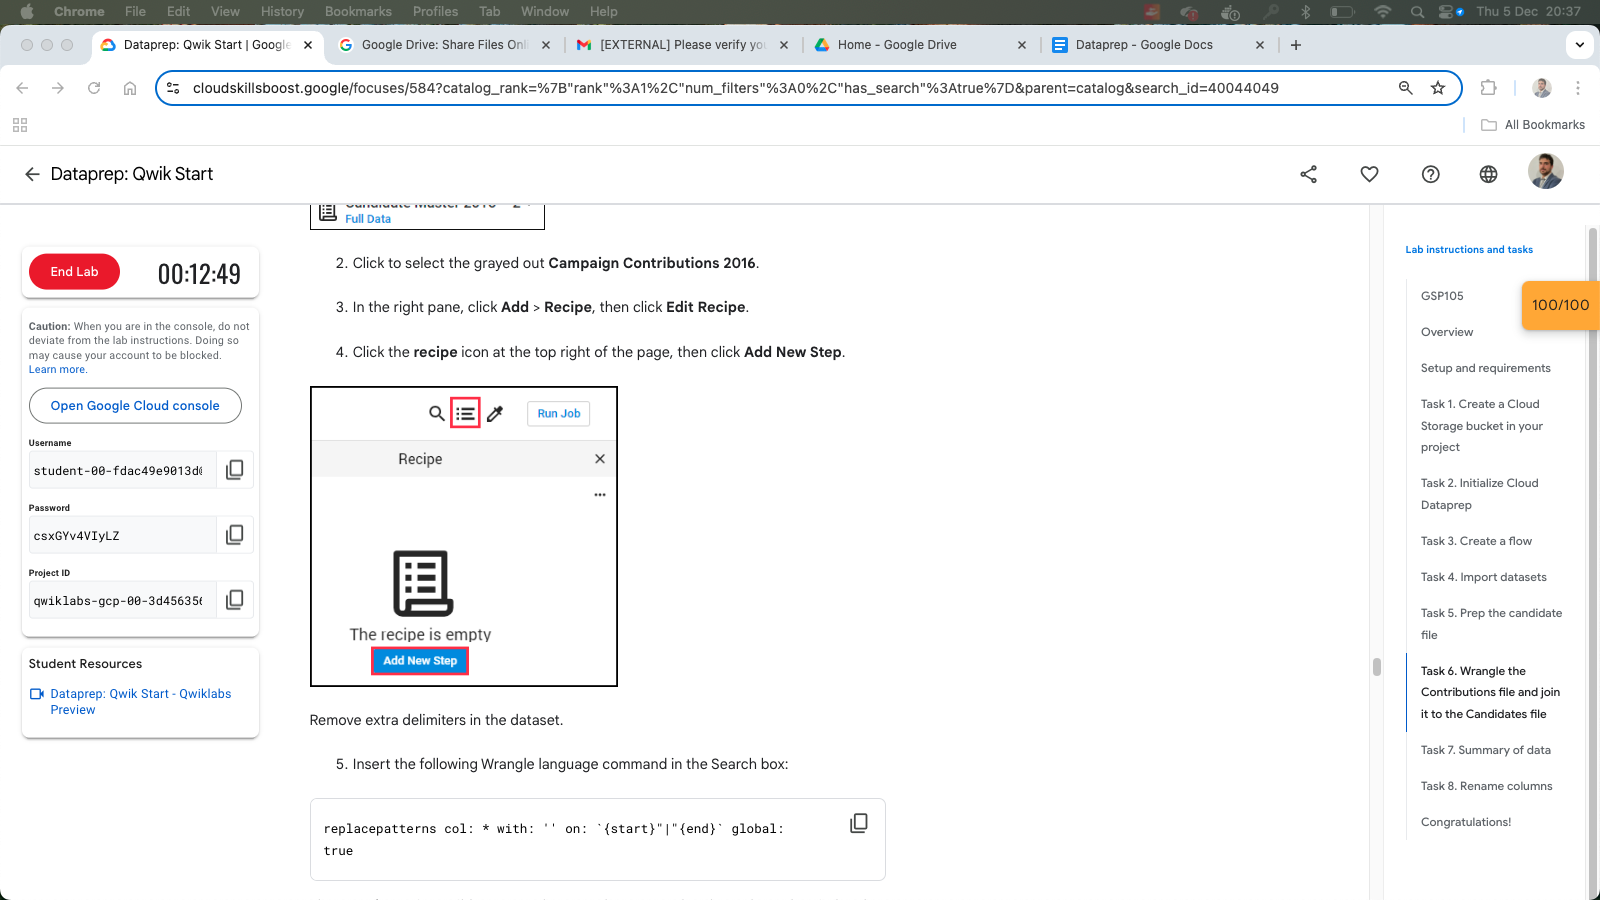 Chrome File Edit View History Bookmarks Profiles Tab Window Help Thu 5 Dec 20:37
Dataprep: Qwik Start | Google
Google Drive: Share Files Onli
[EXTERNAL] Please verify you
Home - Google Drive
Dataprep - Google Docs
cloudskillsboost.google/focuses/584?catalog_rank=%7B"rank"%3A1%2C"num_filters"%3A0%2C"has_search"%3Atrue%7D&parent=catalog&search_id=40044049
All Bookmarks
Dataprep: Qwik Start
End Lab
00:12:49
Caution: When you are in the console, do not
deviate from the lab instructions. Doing so
may cause your account to be blocked.
Learn more.
Open Google Cloud console
Username
student-00-fdac49e9013d
Password
csxGYv4VIyLZ
Project ID
qwiklabs-gcp-00-3d456356
Student Resources
Dataprep: Qwik Start - Qwiklabs
Preview
Candidate Master 2016 - 2
Full Data
2. Click to select the grayed out Campaign Contributions 2016.
3. In the right pane, click Add > Recipe, then click Edit Recipe.
4. Click the recipe icon at the top right of the page, then click Add New Step.
Run Job
Recipe
The recipe is empty
Add New Step
Remove extra delimiters in the dataset.
5. Insert the following Wrangle language command in the Search box:
replacepatterns col: * with: '' on: `{start}"|"{end}` global:
true
Lab instructions and tasks
GSP105
100/100
Overview
Setup and requirements
Task 1. Create a Cloud
Storage bucket in your
project
Task 2. Initialize Cloud
Dataprep
Task 3. Create a flow
Task 4. Import datasets
Task 5. Prep the candidate
file
Task 6. Wrangle the
Contributions file and join
it to the Candidates file
Task 7. Summary of data
Task 8. Rename columns
Congratulations!